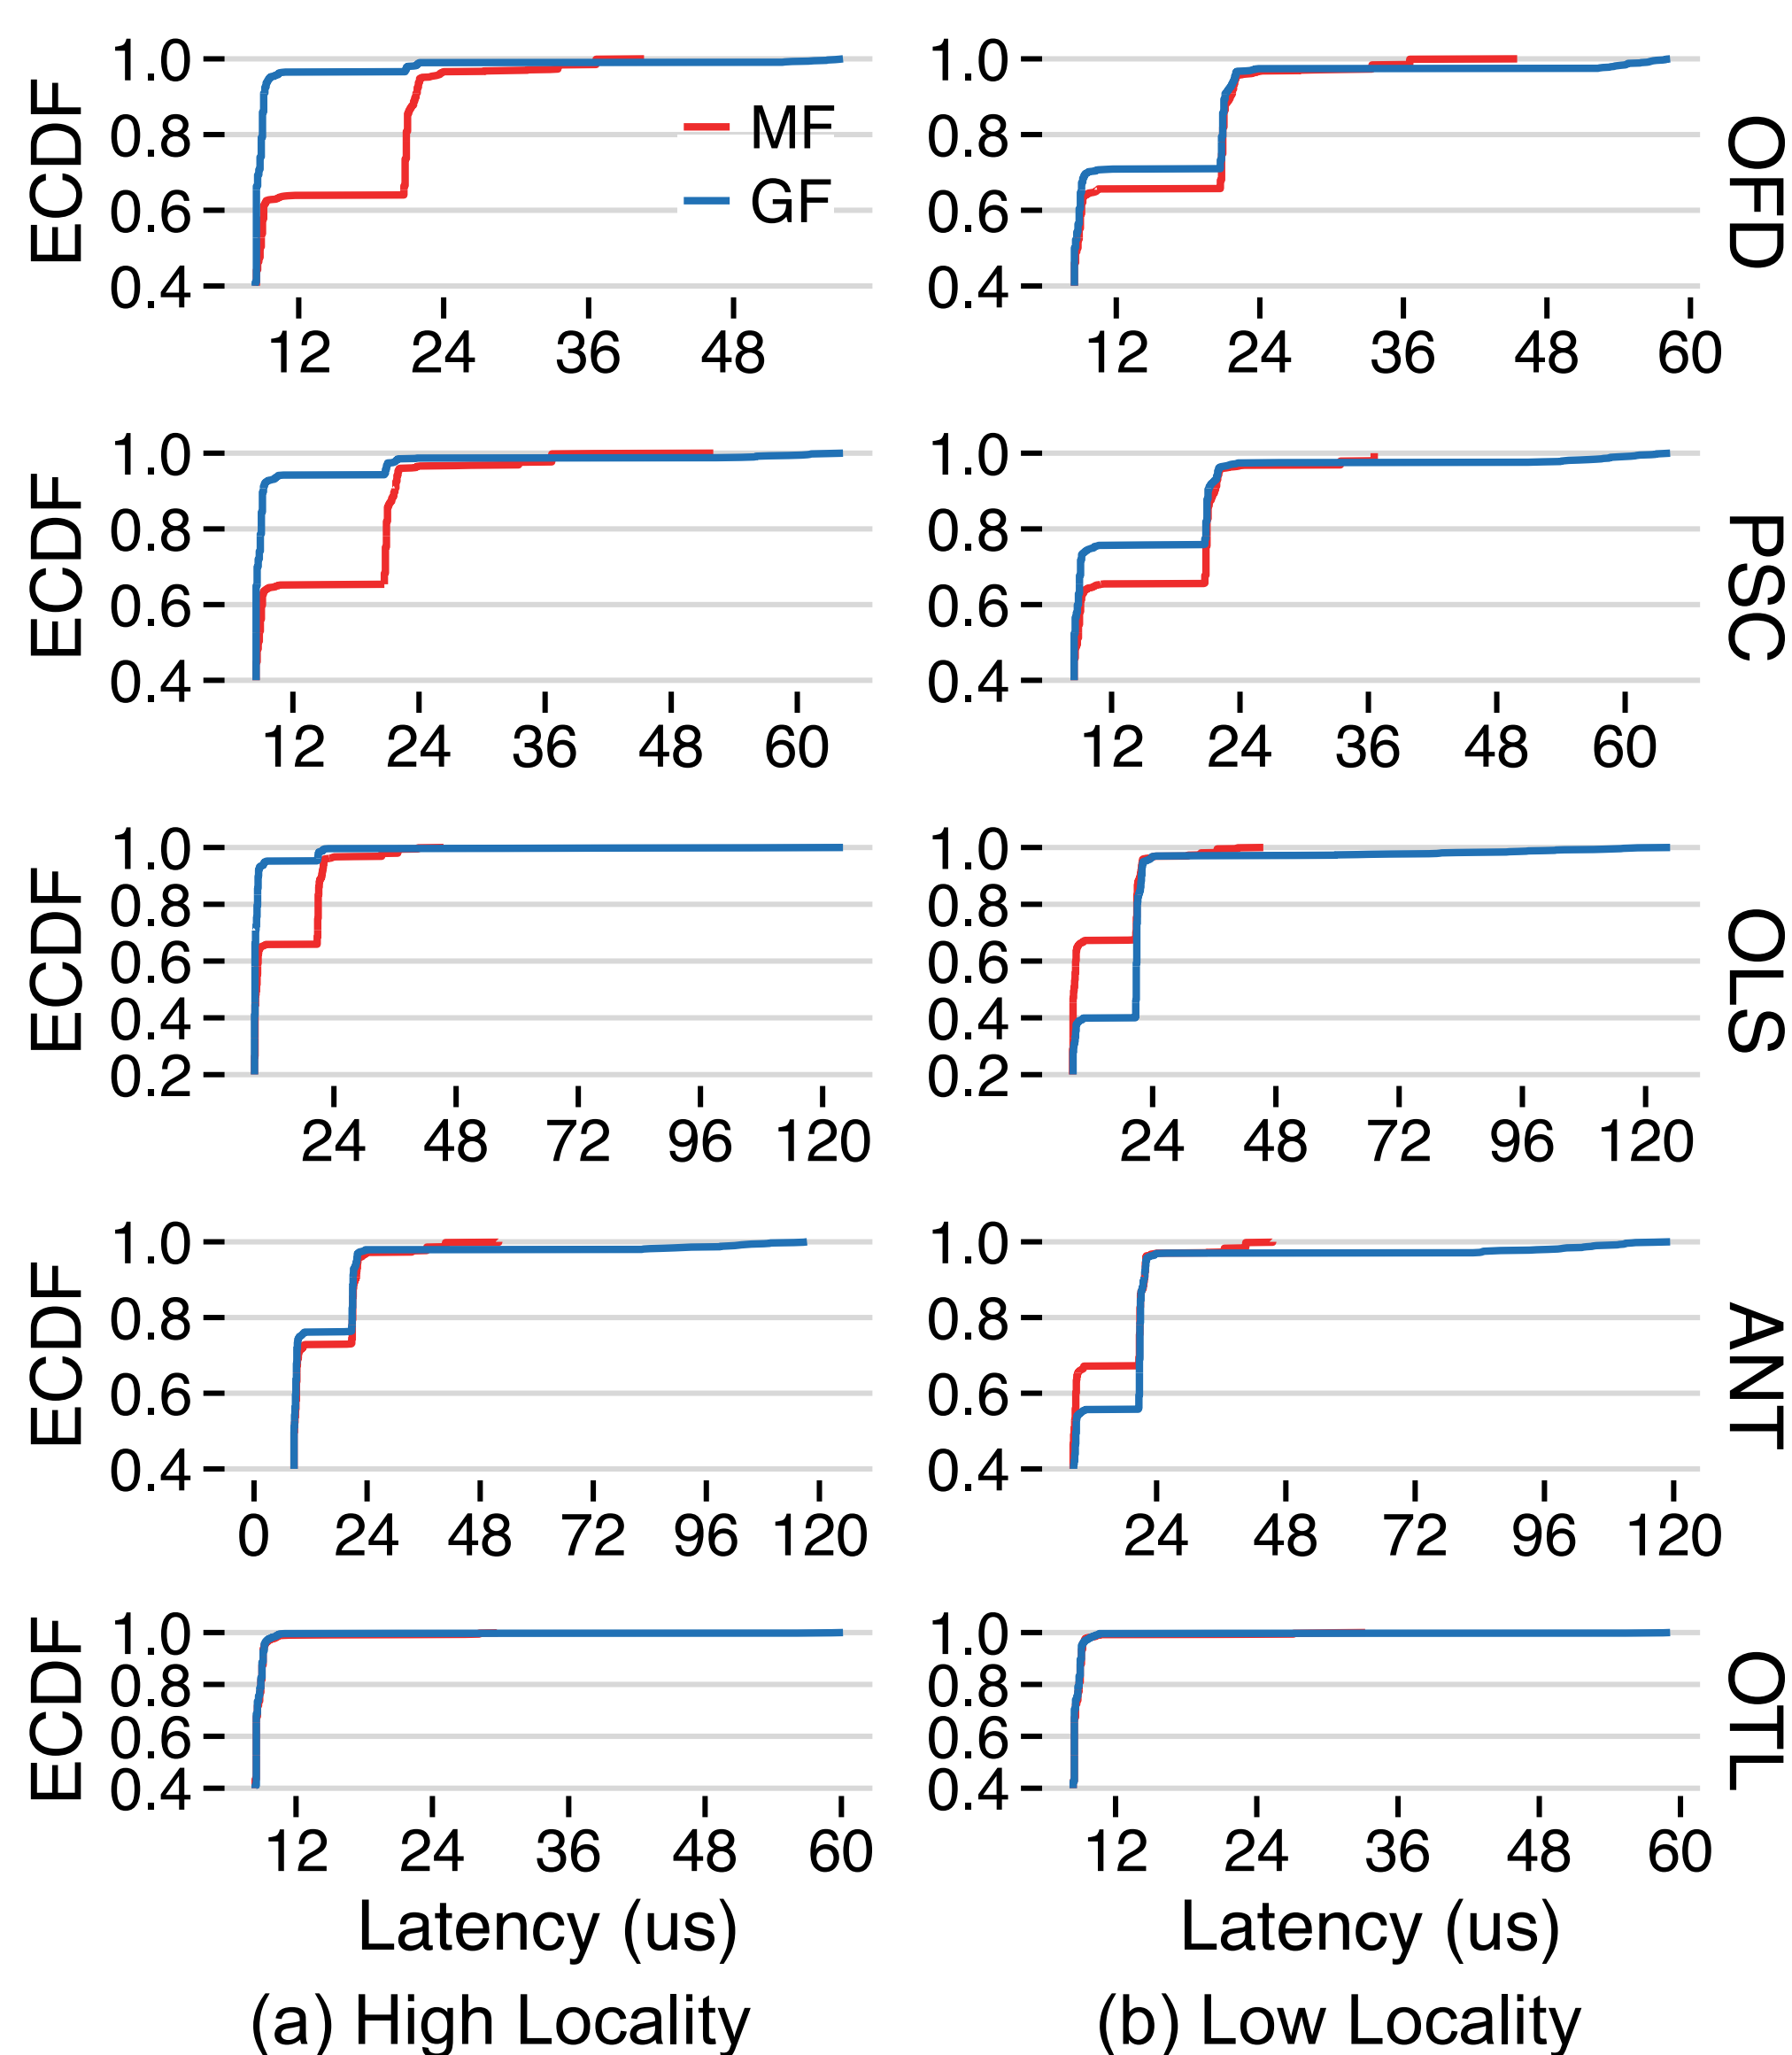 ECDF 1.0 0.8 0.6 0.4 MF GF 1.0 0.8 0.6 0.4 OFD
12 24 36 48 12 24 36 48 60
ECDF 1.0 0.8 0.6 0.4 1.0 0.8 0.6 0.4 PSC
12 24 36 48 60 12 24 36 48 60
ECDF 1.0 0.8 0.6 0.4 0.2 1.0 0.8 0.6 0.4 0.2 OLS
24 48 72 96 120 24 48 72 96 120
ECDF 1.0 0.8 0.6 0.4 1.0 0.8 0.6 0.4 ANT
0 24 48 72 96 120 24 48 72 96 120
ECDF 1.0 0.8 0.6 0.4 1.0 0.8 0.6 0.4 OTL
12 24 36 48 60 12 24 36 48 60
Latency (us) Latency (us)
(a) High Locality (b) Low Locality